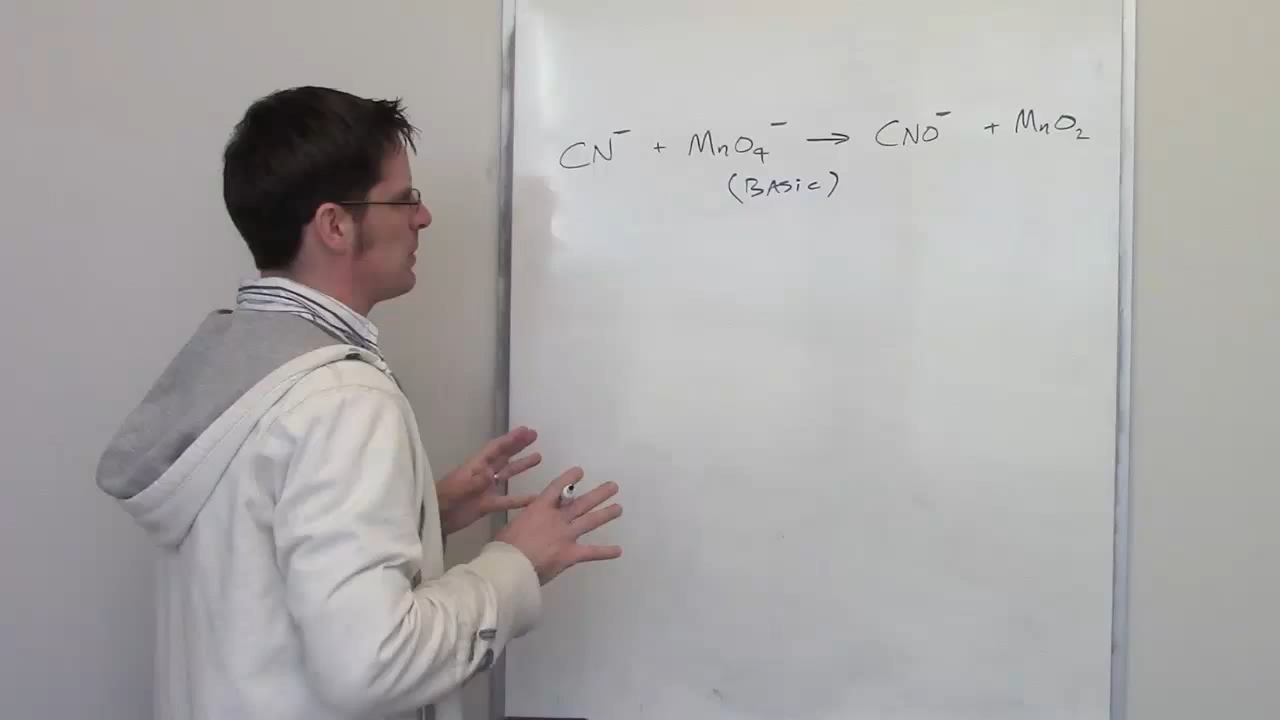 CN⁻ + MnO₄⁻ → CNO⁻ + MnO₂
(BASiC)